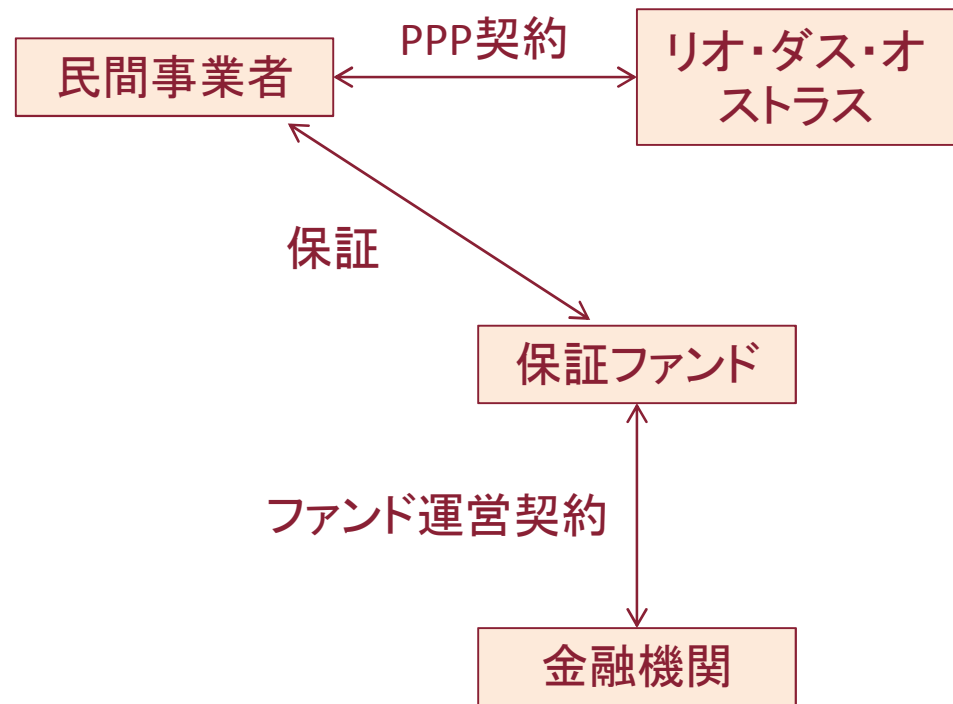 PPP契約
民間事業者
リオ・ダス・オ
ストラス
保証
保証ファンド
ファンド運営契約
金融機関